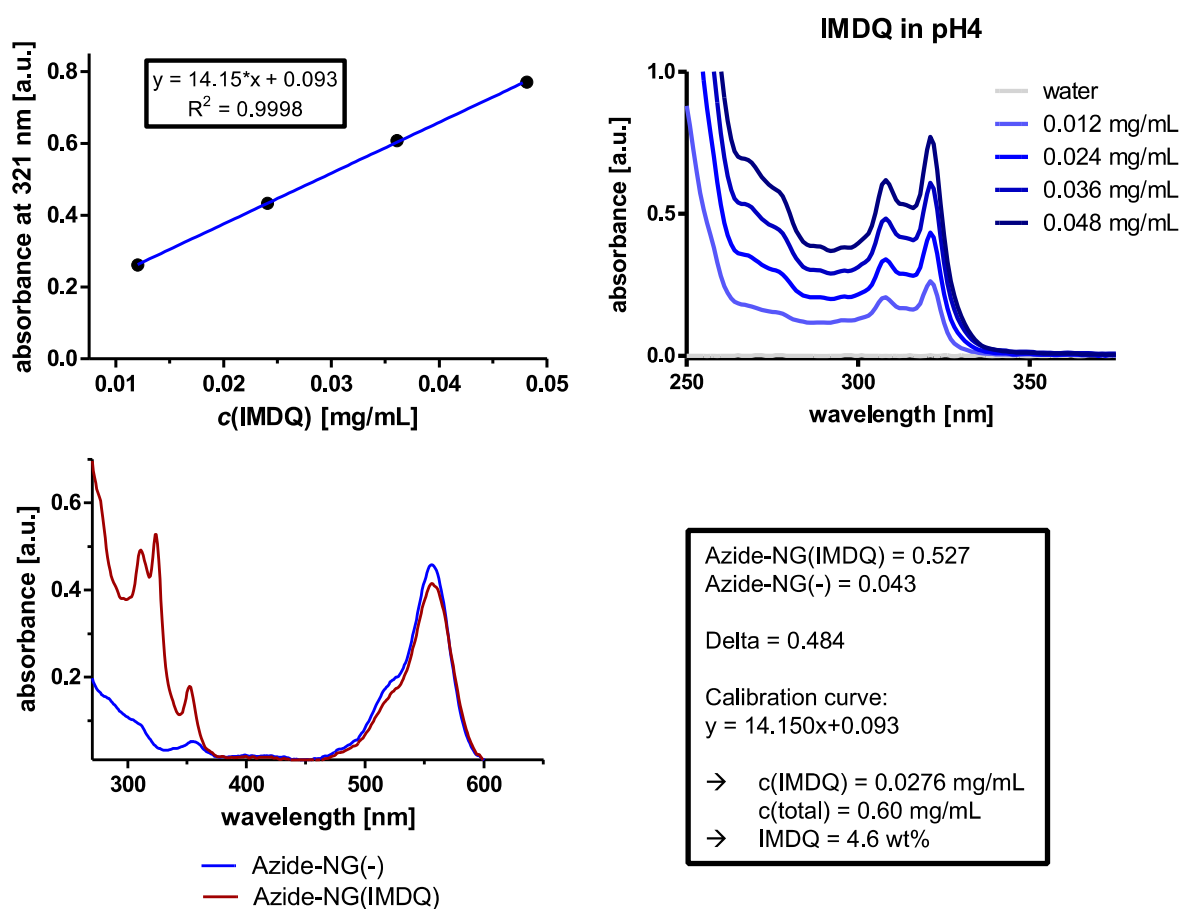 y = 14.15*x + 0.093
R² = 0.9998
absorbance at 321 nm [a.u.]
0.8
0.6
0.4
0.2
0.0
0.01
0.02
0.03
0.04
0.05
c(IMDQ) [mg/mL]
IMDQ in pH4
absorbance [a.u.]
1.0
0.5
0.0
250
300
350
wavelength [nm]
water
0.012 mg/mL
0.024 mg/mL
0.036 mg/mL
0.048 mg/mL
absorbance [a.u.]
0.6
0.4
0.2
300
400
500
600
wavelength [nm]
Azide-NG(-)
Azide-NG(IMDQ)
Azide-NG(IMDQ) = 0.527
Azide-NG(-) = 0.043
Delta = 0.484
Calibration curve:
y = 14.150x+0.093
→ c(IMDQ) = 0.0276 mg/mL
c(total) = 0.60 mg/mL
→ IMDQ = 4.6 wt%